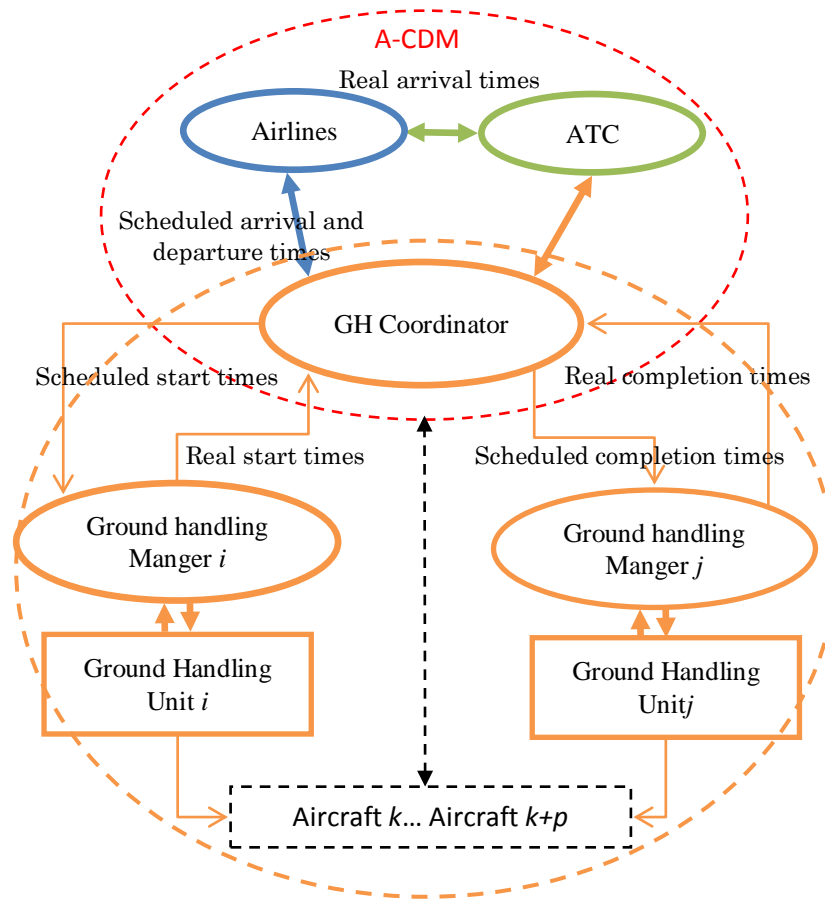 A-CDM
Real arrival times
Airlines
ATC
Scheduled arrival and
departure times
GH Coordinator
Scheduled start times
Real completion times
Real start times
Scheduled completion times
Ground handling
Manger i
Ground handling
Manger j
Ground Handling
Unit i
Ground Handling
Unitj
Aircraft k... Aircraft k+p